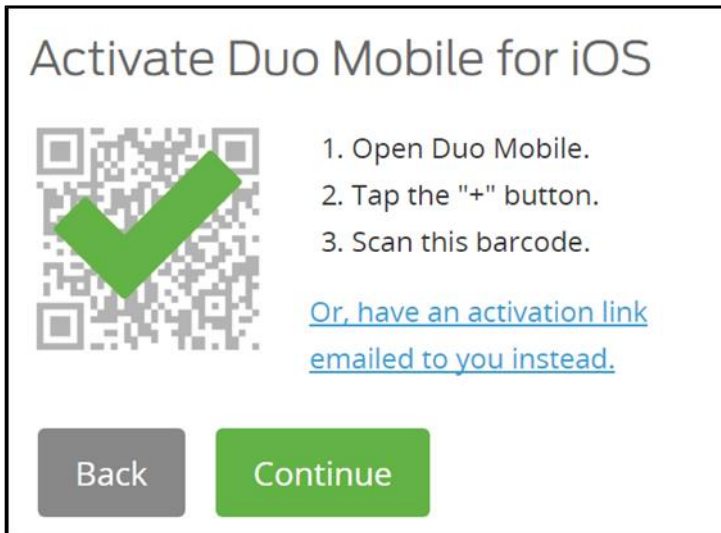 Activate Duo Mobile for iOS
1. Open Duo Mobile.
2. Tap the "+" button.
3. Scan this barcode.
Or, have an activation link
emailed to you instead.
Back
Continue